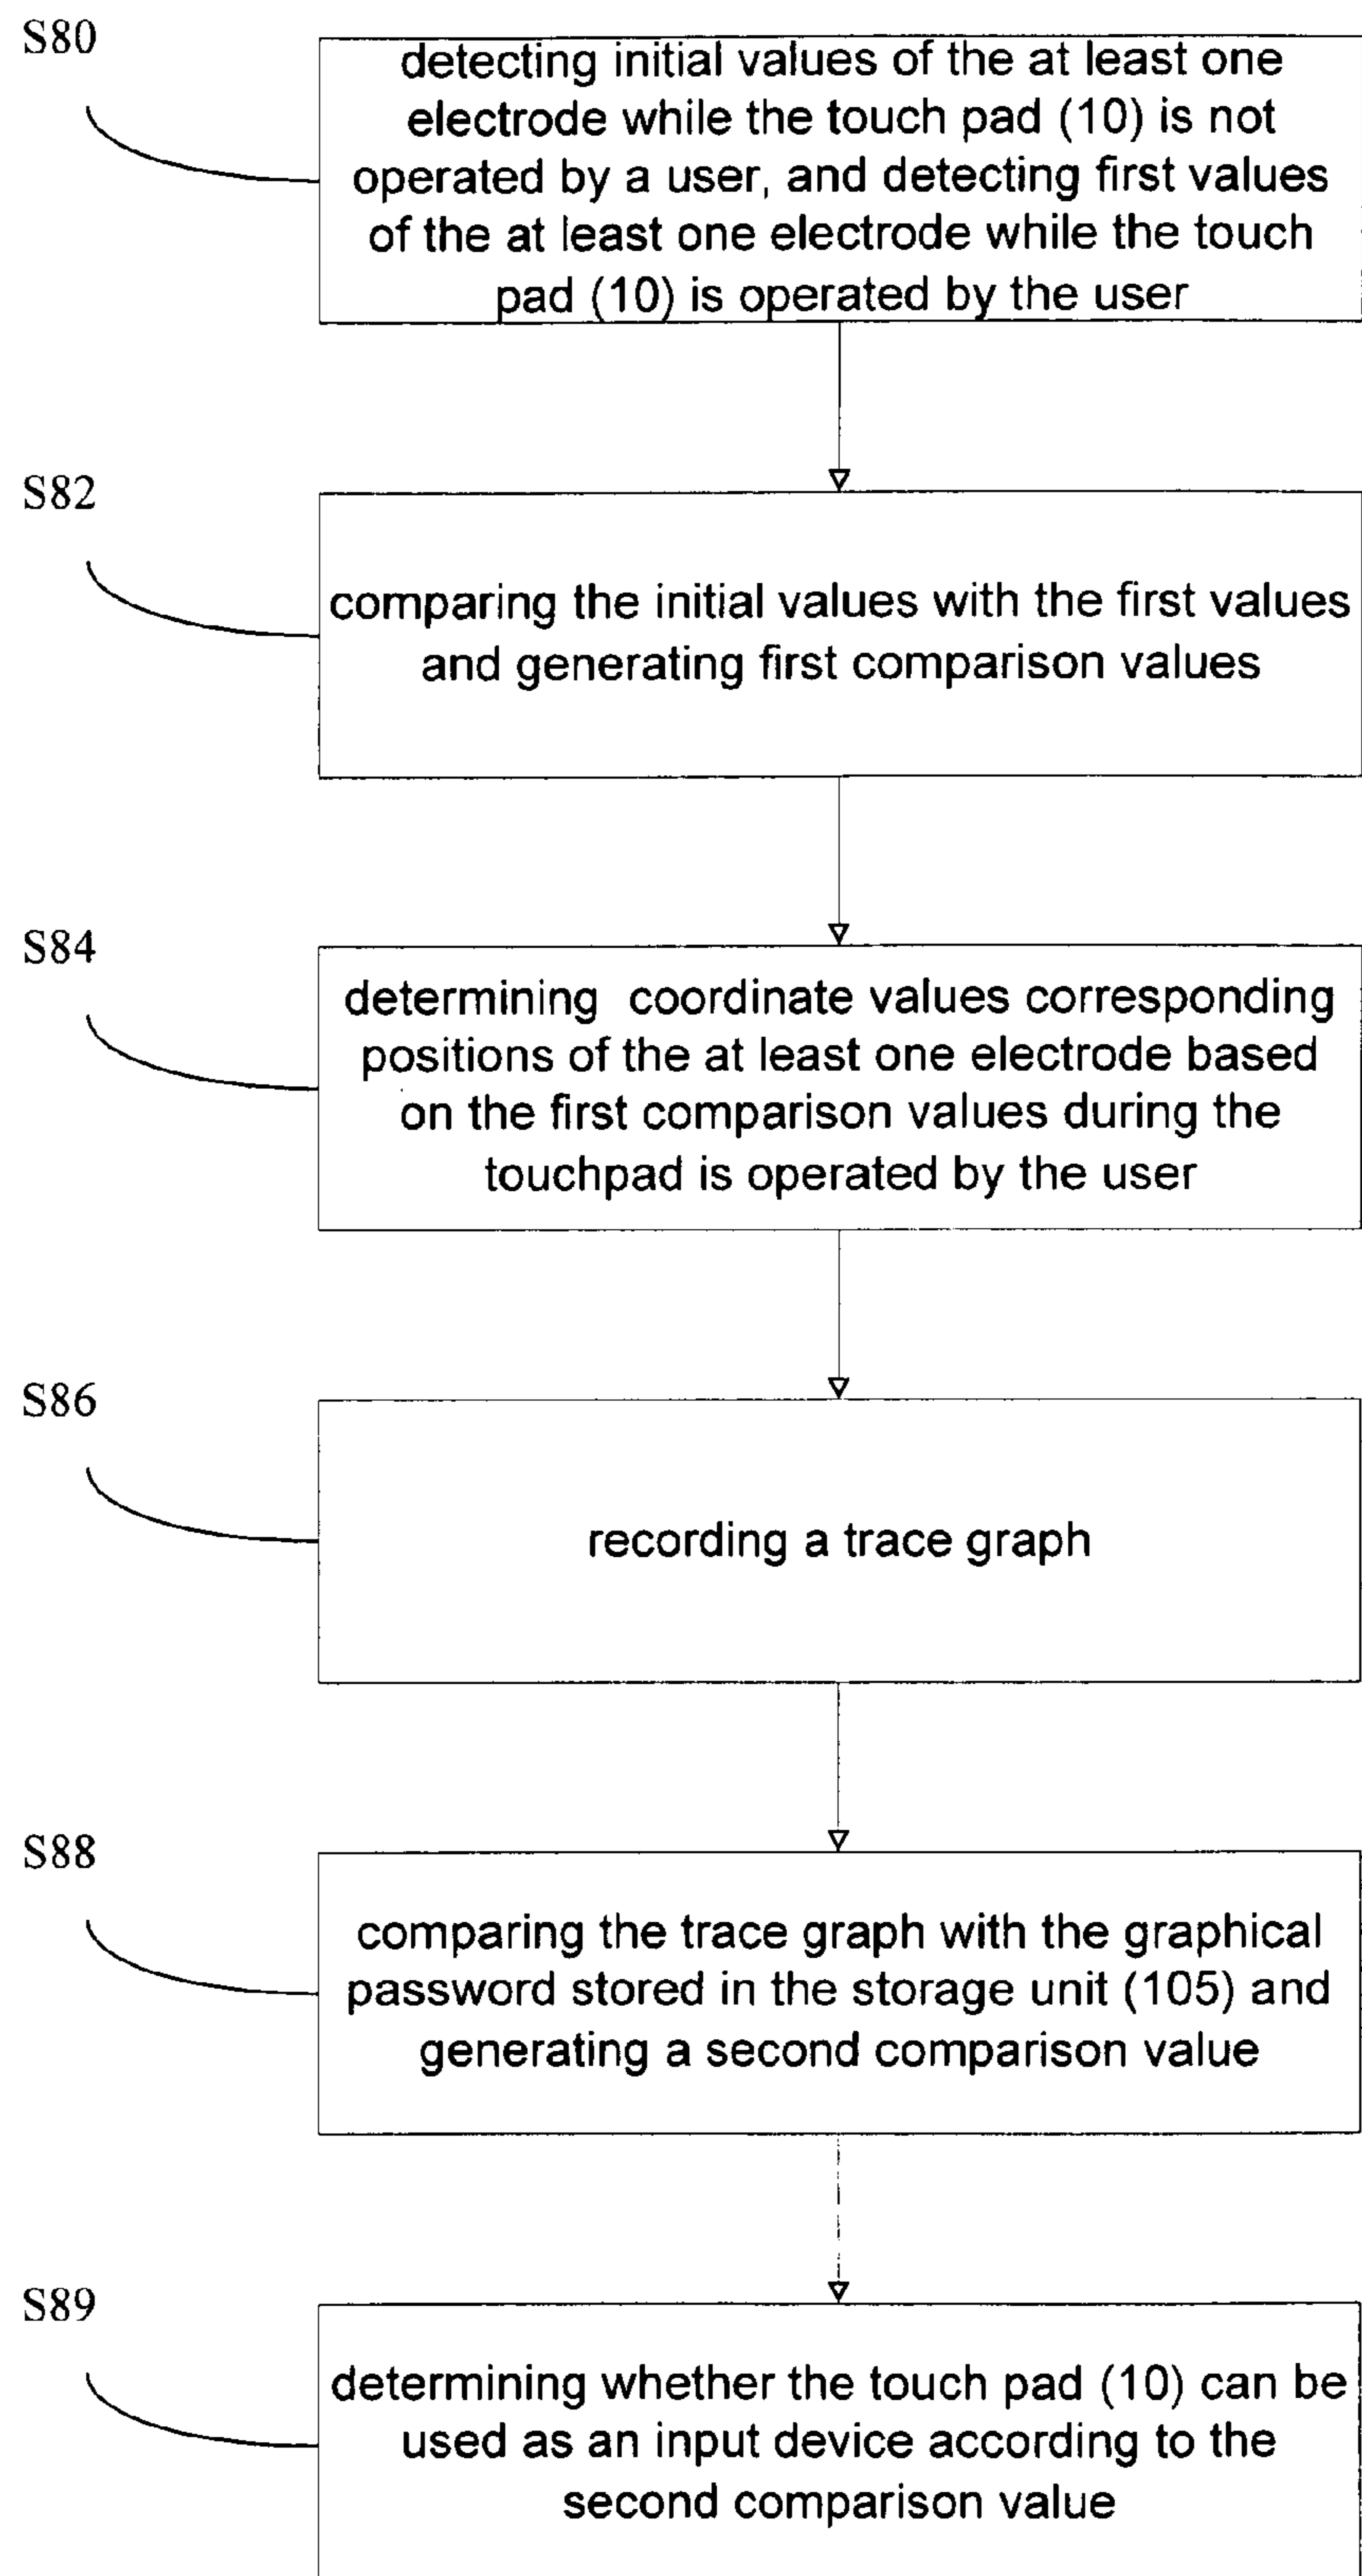 S80
detecting initial values of the at least one
electrode while the touch pad (10) is not
operated by a user, and detecting first values
of the at least one electrode while the touch
pad (10) is operated by the user
S82
comparing the initial values with the first values
and generating first comparison values
S84
determining coordinate values corresponding
positions of the at least one electrode based
on the first comparison values during the
touchpad is operated by the user
S86
recording a trace graph
S88
comparing the trace graph with the graphical
password stored in the storage unit (105) and
generating a second comparison value
S89
determining whether the touch pad (10) can be
used as an input device according to the
second comparison value